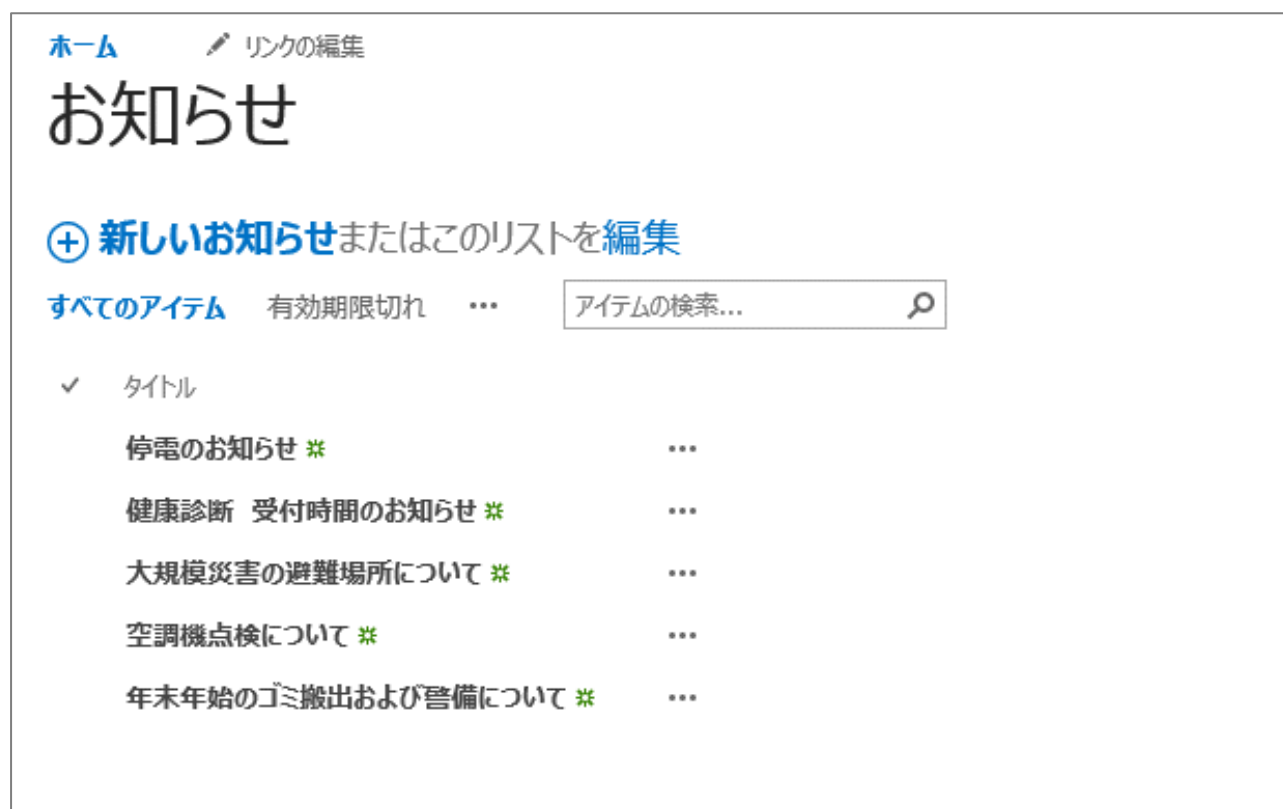 ホーム リンクの編集
お知らせ
新しいお知らせまたはこのリストを編集
すべてのアイテム 有効期限切れ ... アイテムの検索...
タイトル
停電のお知らせ ...
健康診断　受付時間のお知らせ ...
大規模災害の避難場所について ...
空調機点検について ...
年末年始のゴミ搬出および警備について ...